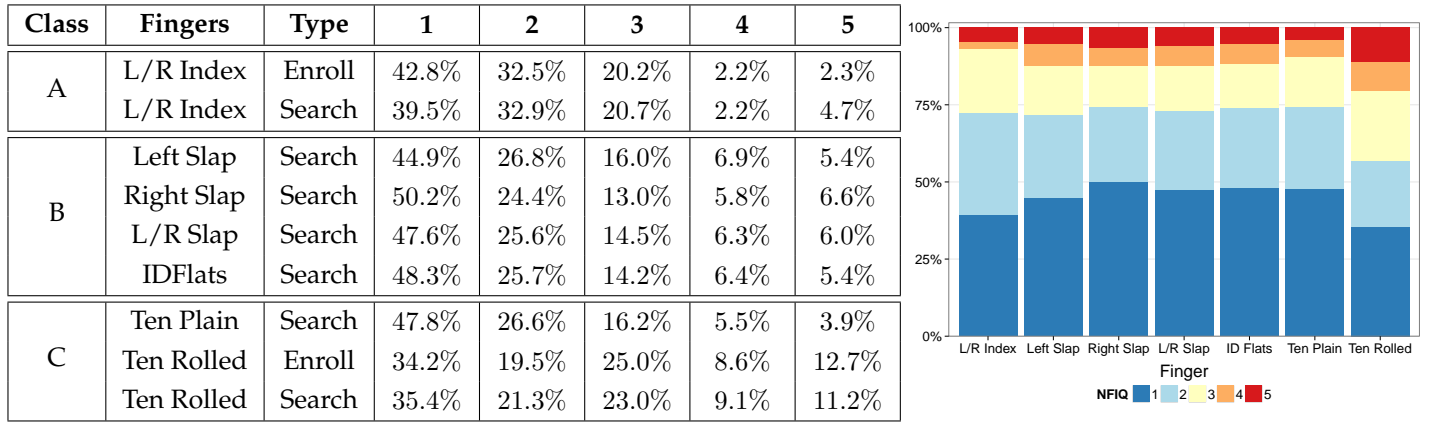 Class Fingers Type 1 2 3 4 5
A
L/R Index Enroll 42.8% 32.5% 20.2% 2.2% 2.3%
L/R Index Search 39.5% 32.9% 20.7% 2.2% 4.7%
B
Left Slap Search 44.9% 26.8% 16.0% 6.9% 5.4%
Right Slap Search 50.2% 24.4% 13.0% 5.8% 6.6%
L/R Slap Search 47.6% 25.6% 14.5% 6.3% 6.0%
IDFlats Search 48.3% 25.7% 14.2% 6.4% 5.4%
C
Ten Plain Search 47.8% 26.6% 16.2% 5.5% 3.9%
Ten Rolled Enroll 34.2% 19.5% 25.0% 8.6% 12.7%
Ten Rolled Search 35.4% 21.3% 23.0% 9.1% 11.2%
100%
75%
50%
25%
0%
L/R Index Left Slap Right Slap L/R Slap ID Flats Ten Plain Ten Rolled
Finger
NFIQ 1 2 3 4 5